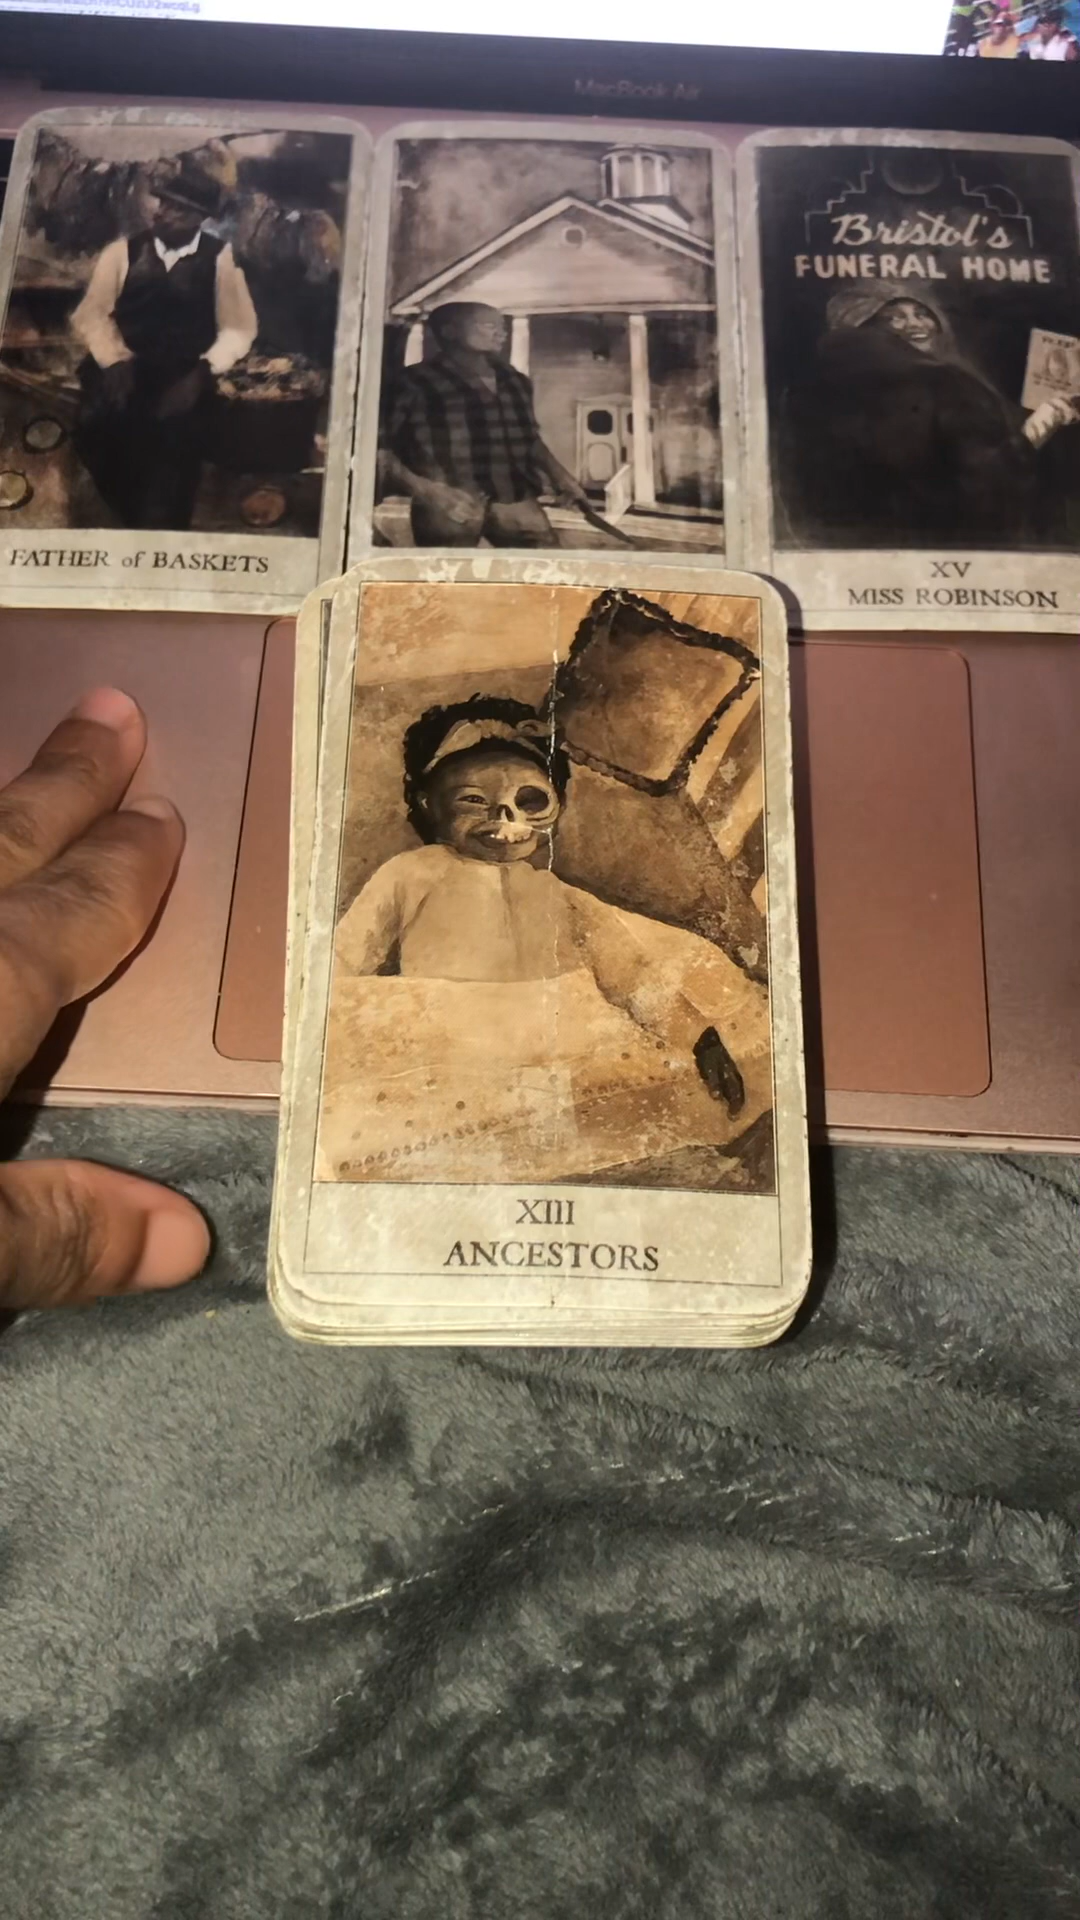 MacBook Air
Bristol's
FUNERAL HOME
FATHER of BASKETS
XV
MISS ROBINSON
XIII
ANCESTORS